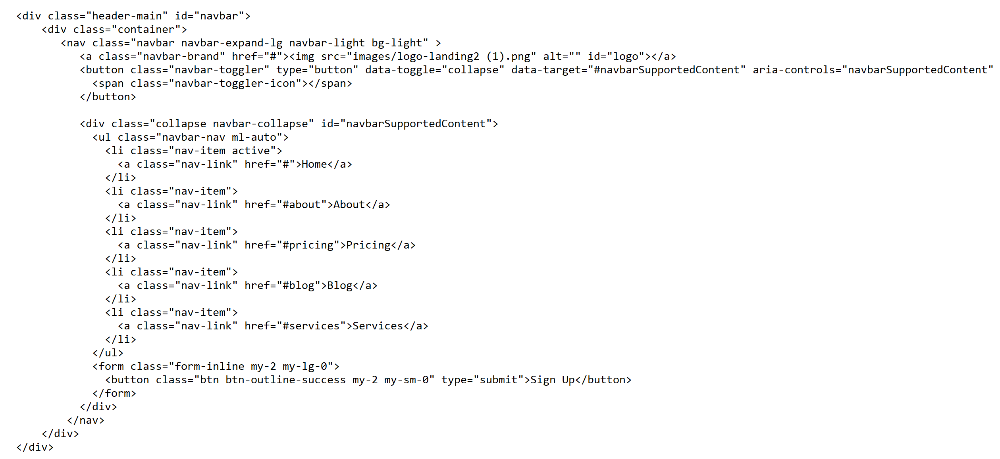 <div class="header-main" id="navbar">
<div class="container">
<nav class="navbar navbar-expand-lg navbar-light bg-light" >
<a class="navbar-brand" href="#"><img src="images/logo-landing2 (1).png" alt="" id="logo"></a>
<button class="navbar-toggler" type="button" data-toggle="collapse" data-target="#navbarSupportedContent" aria-controls="navbarSupportedContent"
<span class="navbar-toggler-icon"></span>
</button>
<div class="collapse navbar-collapse" id="navbarSupportedContent">
<ul class="navbar-nav ml-auto">
<li class="nav-item active">
<a class="nav-link" href="#">Home</a>
</li>
<li class="nav-item">
<a class="nav-link" href="#about">About</a>
</li>
<li class="nav-item">
<a class="nav-link" href="#pricing">Pricing</a>
</li>
<li class="nav-item">
<a class="nav-link" href="#blog">Blog</a>
</li>
<li class="nav-item">
<a class="nav-link" href="#services">Services</a>
</li>
</ul>
<form class="form-inline my-2 my-lg-0">
<button class="btn btn-outline-success my-2 my-sm-0" type="submit">Sign Up</button>
</form>
</div>
</nav>
</div>
</div>